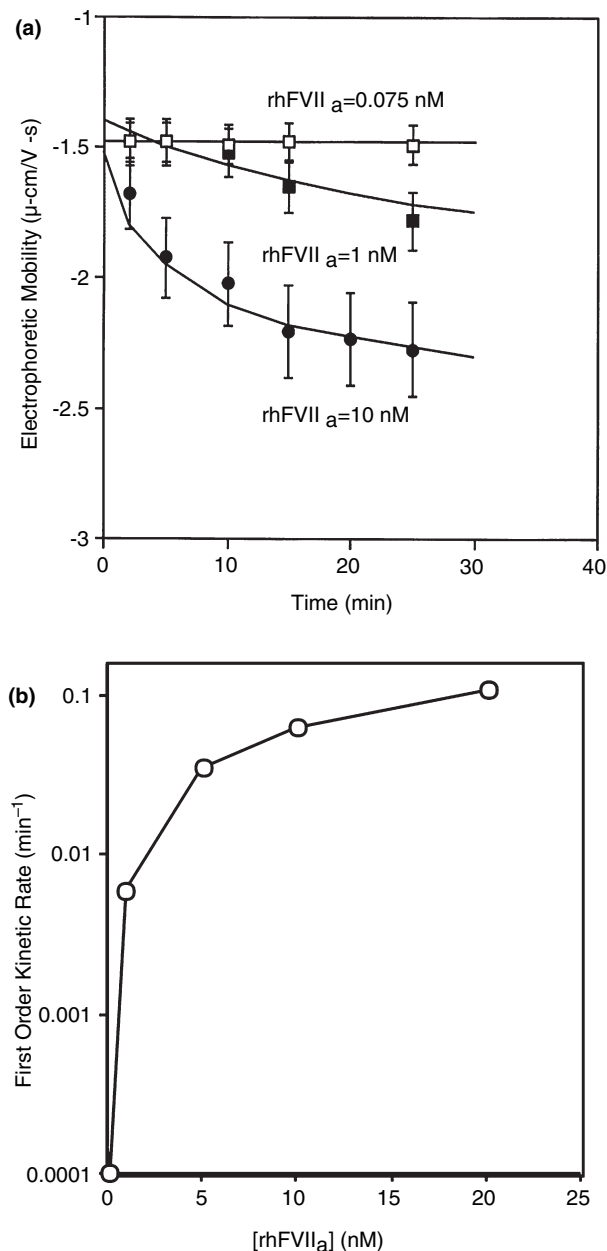 (a)
-1
-1.5
-2
-2.5
-3
Electrophoretic Mobility (μ-cm/V -s)
rhFVII a=0.075 nM
rhFVII a=1 nM
rhFVII a=10 nM
0 10 20 30 40
Time (min)
(b)
0.1
0.01
0.001
0.0001
First Order Kinetic Rate (min−1)
0 5 10 15 20 25
[rhFVIIa] (nM)